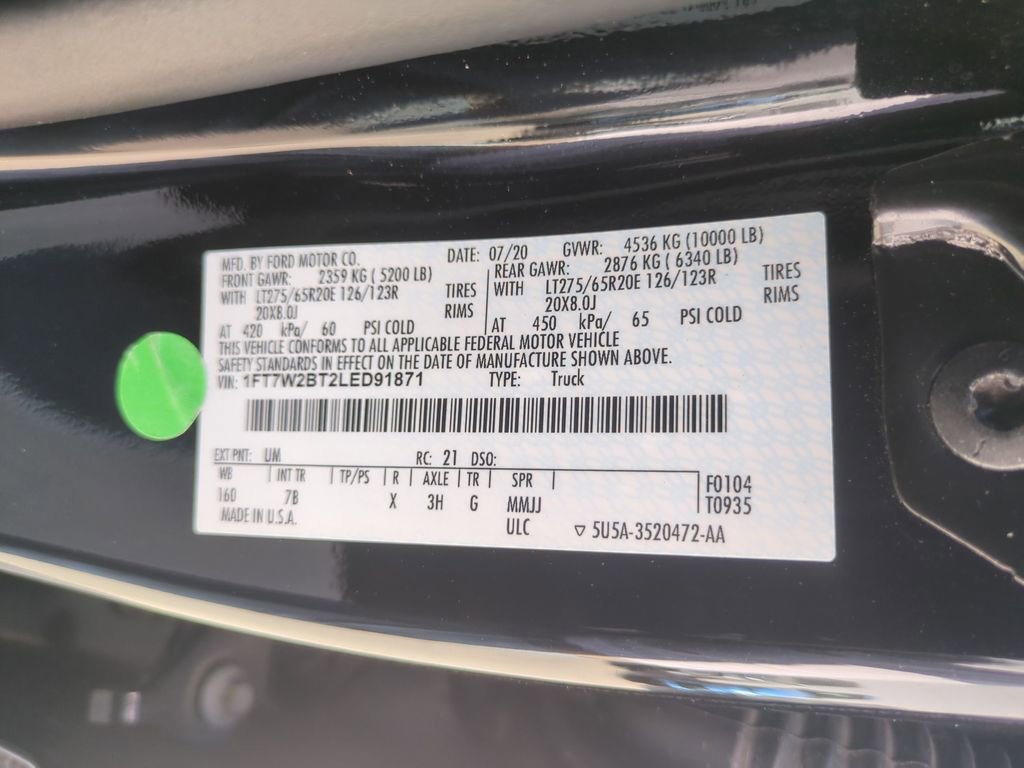 MFD. BY FORD MOTOR CO. DATE: 07/20 GVWR: 4536 KG (10000 LB)
FRONT GAWR: 2359 KG ( 5200 LB) REAR GAWR: 2876 KG ( 6340 LB)
WITH LT275/65R20E 126/123R TIRES WITH LT275/65R20E 126/123R TIRES
20X8.0J RIMS 20X8.0J RIMS
AT 420 kPa/ 60 PSI COLD AT 450 kPa/ 65 PSI COLD
THIS VEHICLE CONFORMS TO ALL APPLICABLE FEDERAL MOTOR VEHICLE
SAFETY STANDARDS IN EFFECT ON THE DATE OF MANUFACTURE SHOWN ABOVE.
VIN: 1FT7W2BT2LED91871 TYPE: Truck
EXT PNT: UM RC: 21 DSO:
WB INT TR TP/PS R AXLE TR SPR F0104
160 7B X 3H G MMJJ T0935
MADE IN U.S.A. ULC ▽ 5U5A-3520472-AA